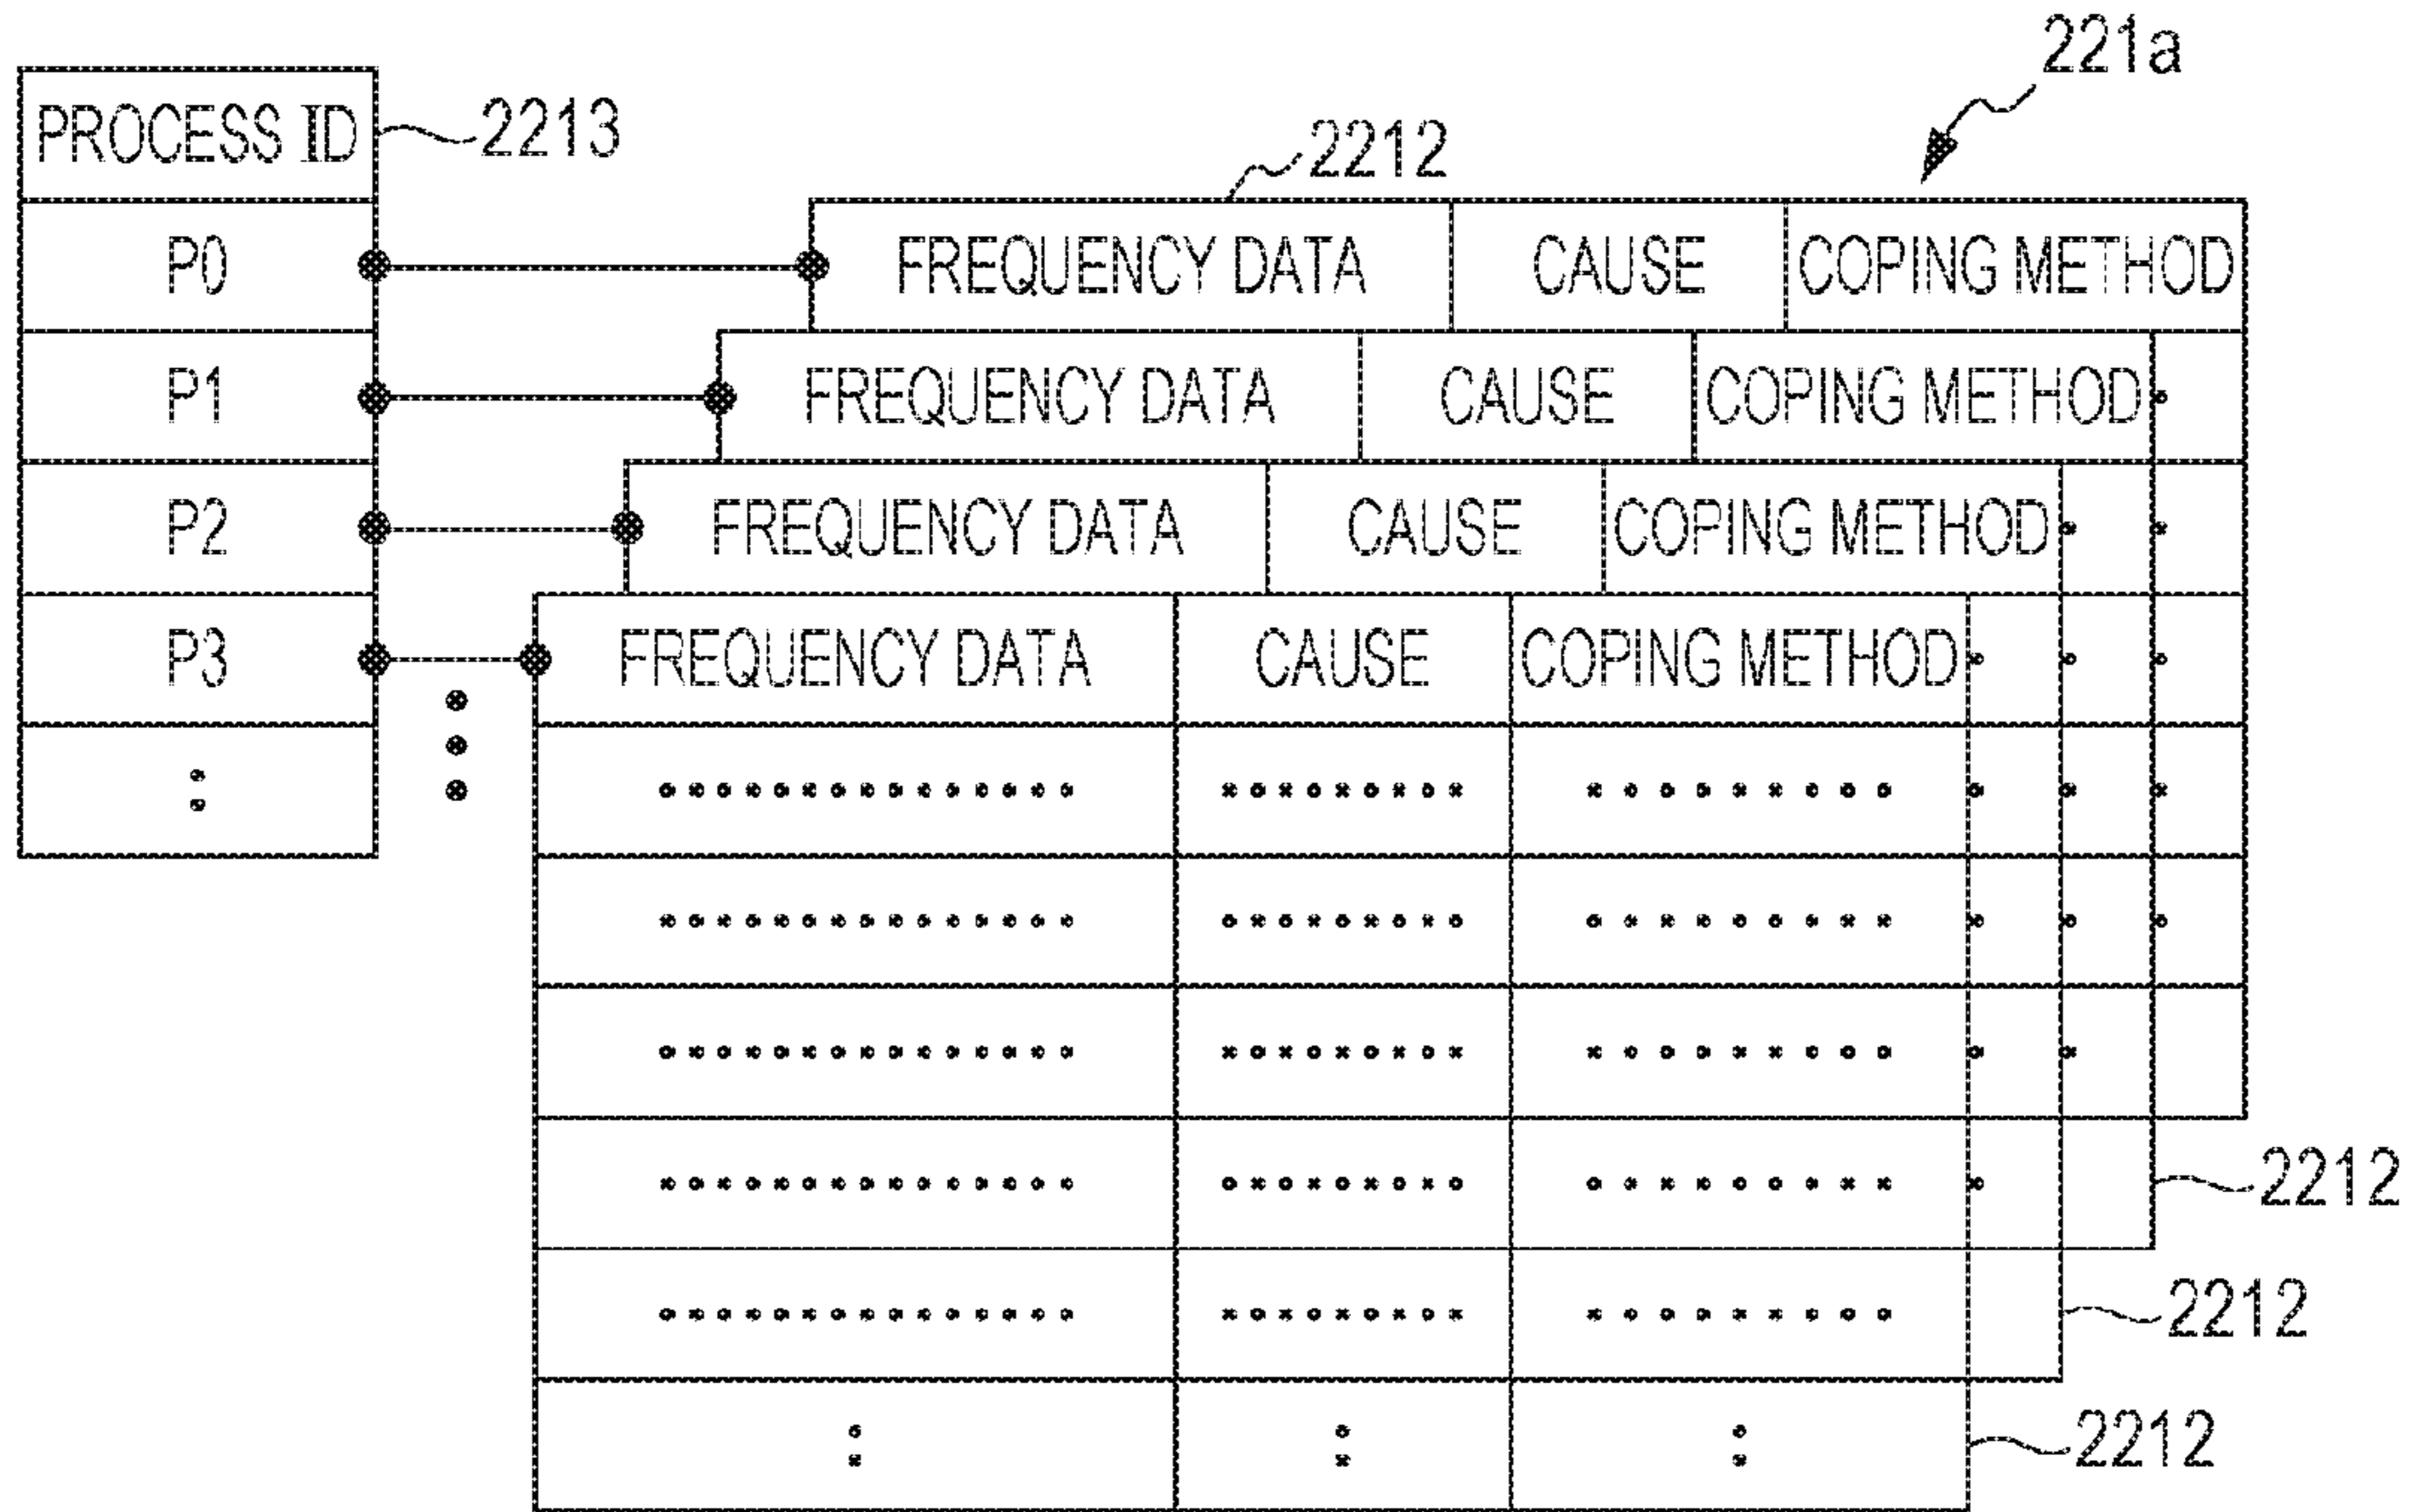 221a
PROCESS ID 2213
2212
P0 FREQUENCY DATA CAUSE COPING METHOD
P1 FREQUENCY DATA CAUSE COPING METHOD
P2 FREQUENCY DATA CAUSE COPING METHOD
P3 FREQUENCY DATA CAUSE COPING METHOD
2212
2212
2212